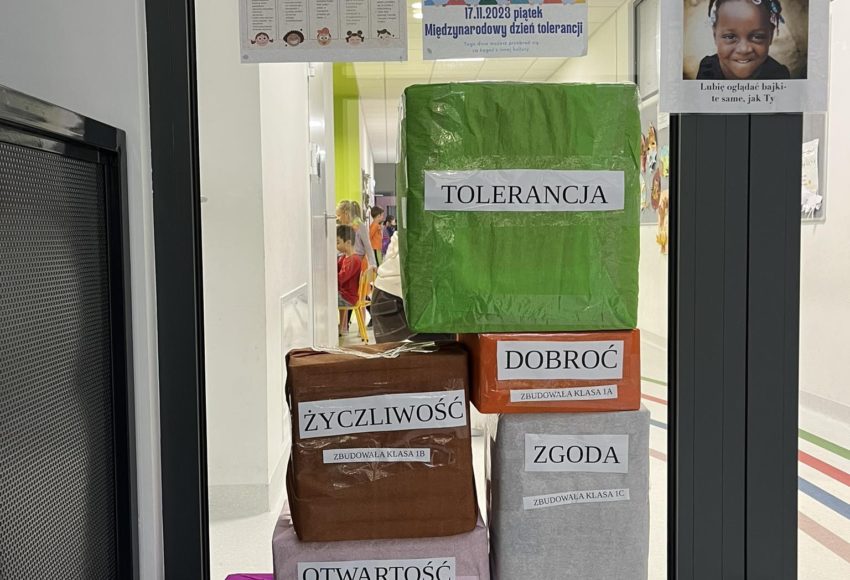 17.11.2023 piątek
Międzynarodowy dzień tolerancji
Lubię oglądać bajki-
te same, jak Ty
TOLERANCJA
DOBROĆ
ZBUDOWAŁA KLASA 1A
ŻYCZLIWOŚĆ
ZBUDOWAŁA KLASA 1B
ZGODA
ZBUDOWAŁA KLASA 1C
OTWARTOŚĆ